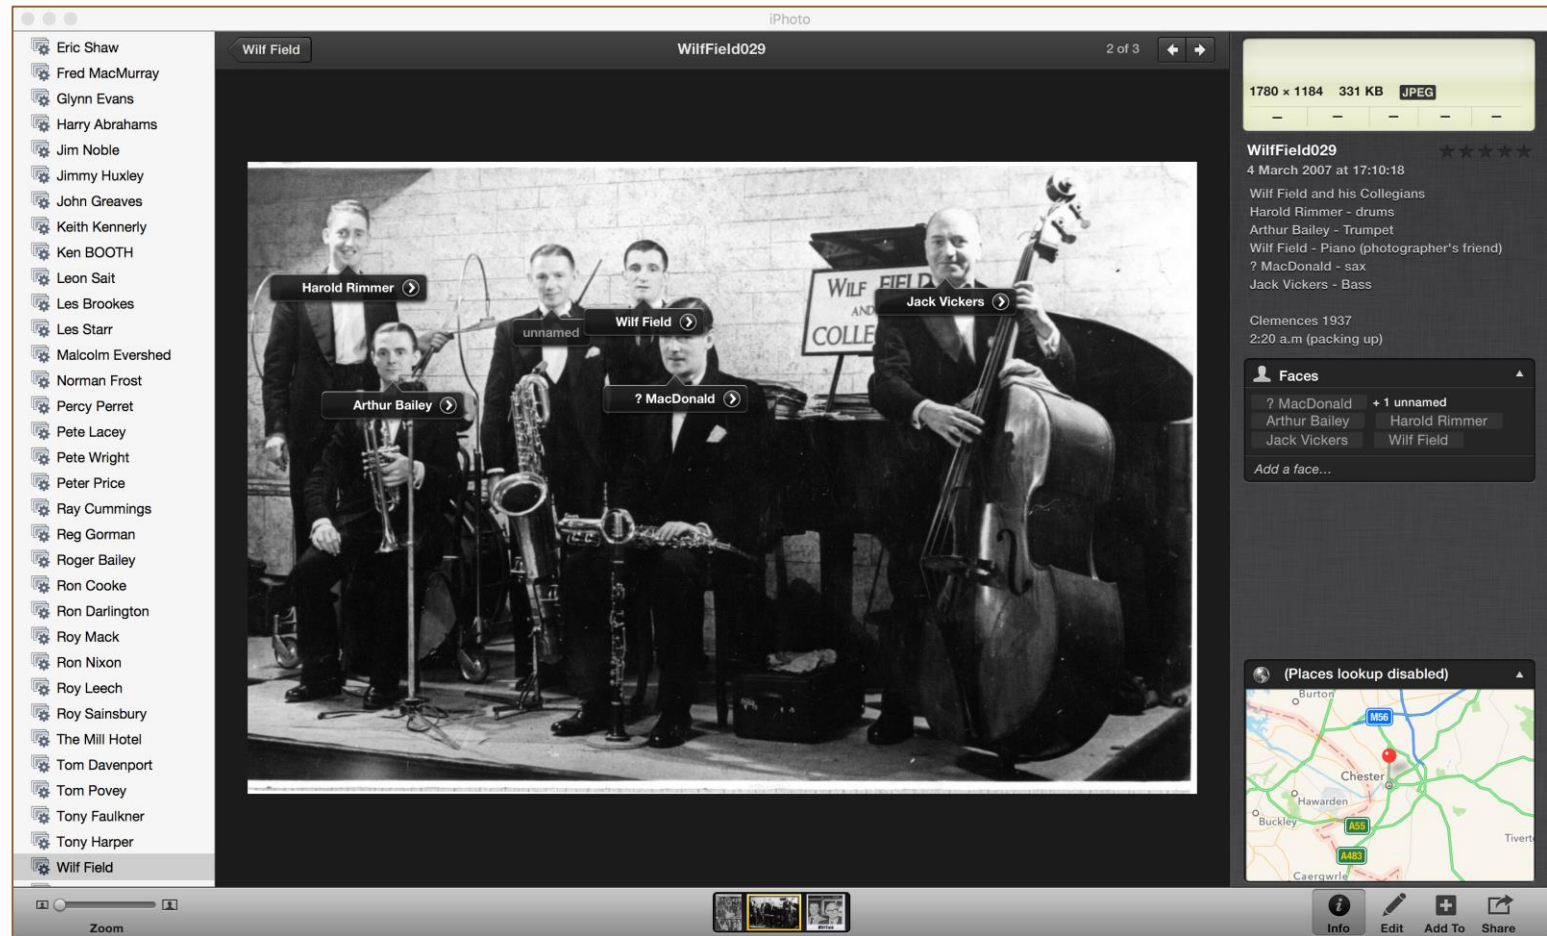 iPhoto
Eric Shaw
Fred MacMurray
Glynn Evans
Harry Abrahams
Jim Noble
Jimmy Huxley
John Greaves
Keith Kennerly
Ken BOOTH
Leon Sait
Les Brookes
Les Starr
Malcolm Evershed
Norman Frost
Percy Perret
Pete Lacey
Pete Wright
Peter Price
Ray Cummings
Reg Gorman
Roger Bailey
Ron Cooke
Ron Darlington
Roy Mack
Ron Nixon
Roy Leech
Roy Sainsbury
The Mill Hotel
Tom Davenport
Tom Povey
Tony Faulkner
Tony Harper
Wilf Field
Zoom
Wilf Field
WilfField029
2 of 3
Harold Rimmer
unnamed
Wilf Field
Jack Vickers
Arthur Bailey
? MacDonald
WILF FIELD
AND
COLLE
1780 × 1184 331 KB JPEG
– – – – –
WilfField029
4 March 2007 at 17:10:18
Wilf Field and his Collegians
Harold Rimmer - drums
Arthur Bailey - Trumpet
Wilf Field - Piano (photographer's friend)
? MacDonald - sax
Jack Vickers - Bass
Clemences 1937
2:20 a.m (packing up)
Faces
? MacDonald + 1 unnamed
Arthur Bailey Harold Rimmer
Jack Vickers Wilf Field
Add a face...
(Places lookup disabled)
Burton
M56
Chester
Hawarden
Buckley
A55
Tivert
A483
Caergwrle
Info Edit Add To Share